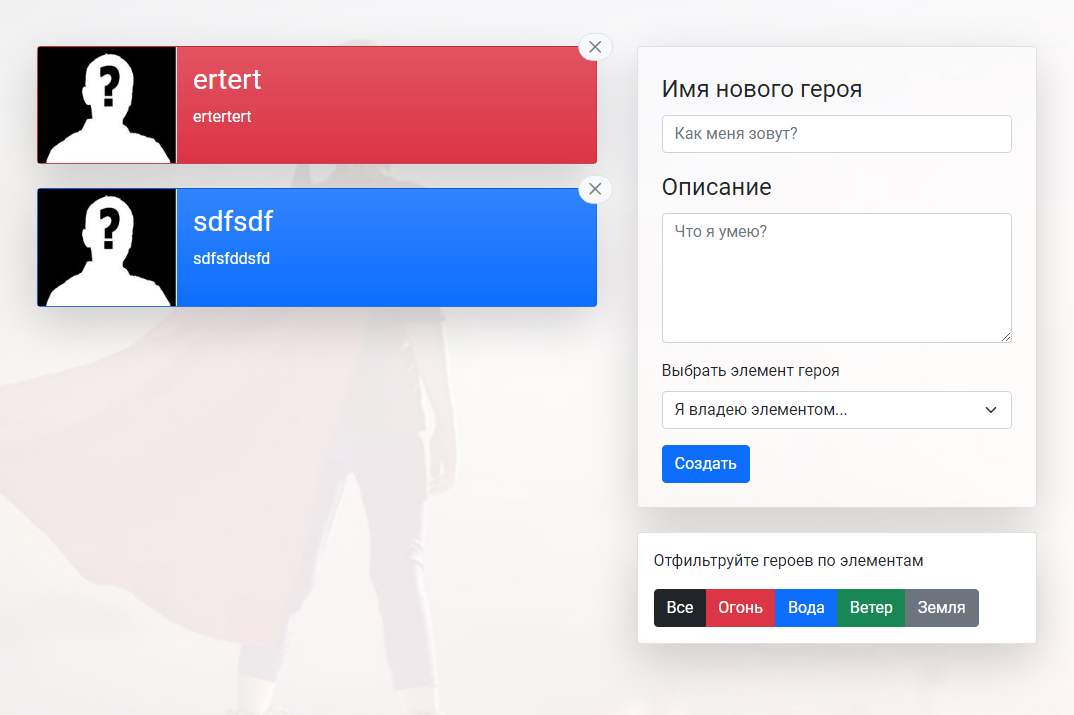 ertert
ertertert
sdfsdf
sdfsfddsfd
Имя нового героя
Как меня зовут?
Описание
Что я умею?
Выбрать элемент героя
Я владею элементом...
Создать
Отфильтруйте героев по элементам
Все Огонь Вода Ветер Земля